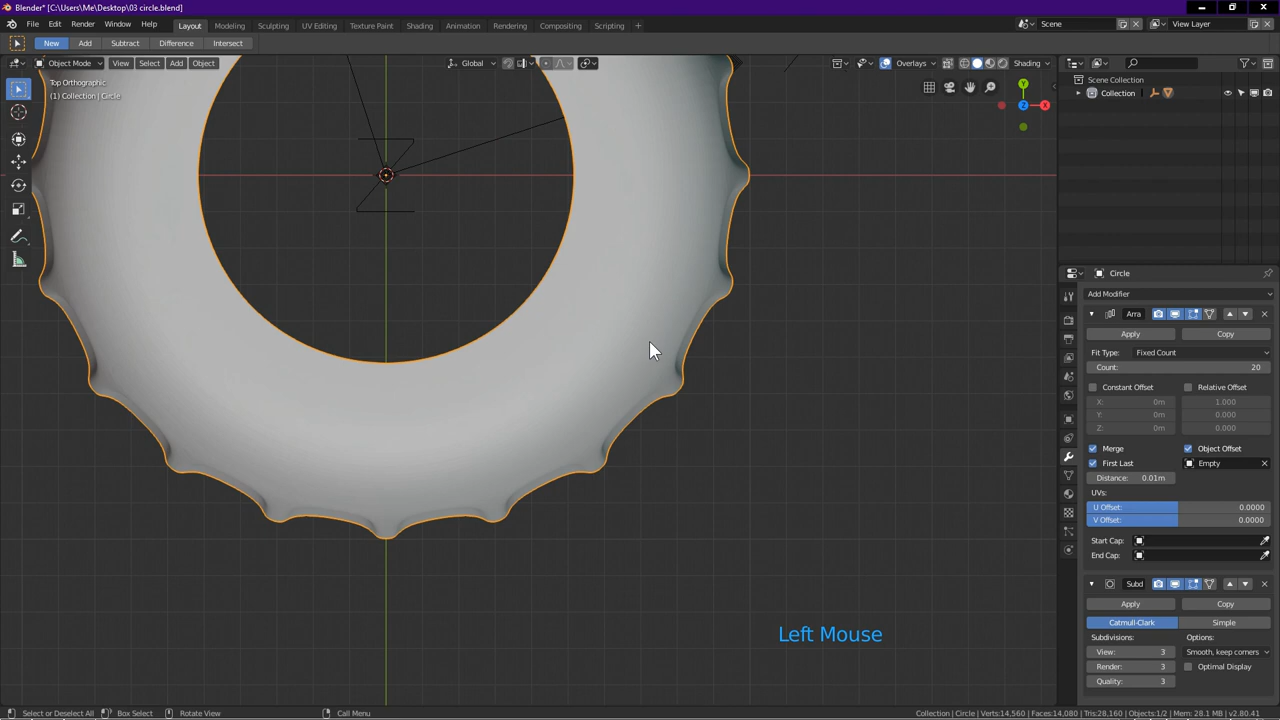 Blender* [C:\Users\Me\Desktop\03 circle.blend]
File Edit Render Window Help Layout Modeling Sculpting UV Editing Texture Paint Shading Animation Rendering Compositing Scripting + Scene View Layer
New Add Subtract Difference Intersect
Object Mode View Select Add Object Global Overlays Shading
Top Orthographic
(1) Collection | Circle
Y
X
Z
Scene Collection
Collection
Circle
Add Modifier
Arra
Apply Copy
Fit Type: Fixed Count
Count: 20
Constant Offset Relative Offset
X: 0m 1.000
Y: 0m 0.000
Z: 0m 0.000
Merge Object Offset
First Last Empty
Distance: 0.01m
UVs:
U Offset: 0.0000
V Offset: 0.0000
Start Cap:
End Cap:
Subd
Apply Copy
Catmull-Clark Simple
Subdivisions: Options:
View: 3 Smooth, keep corners
Render: 3 Optimal Display
Quality: 3
Left Mouse
Select or Deselect All Box Select Rotate View Call Menu Collection | Circle | Verts:14,560 | Faces:14,080 | Tris:28,160 | Objects:1/2 | Mem: 28.1 MB | v2.80.41